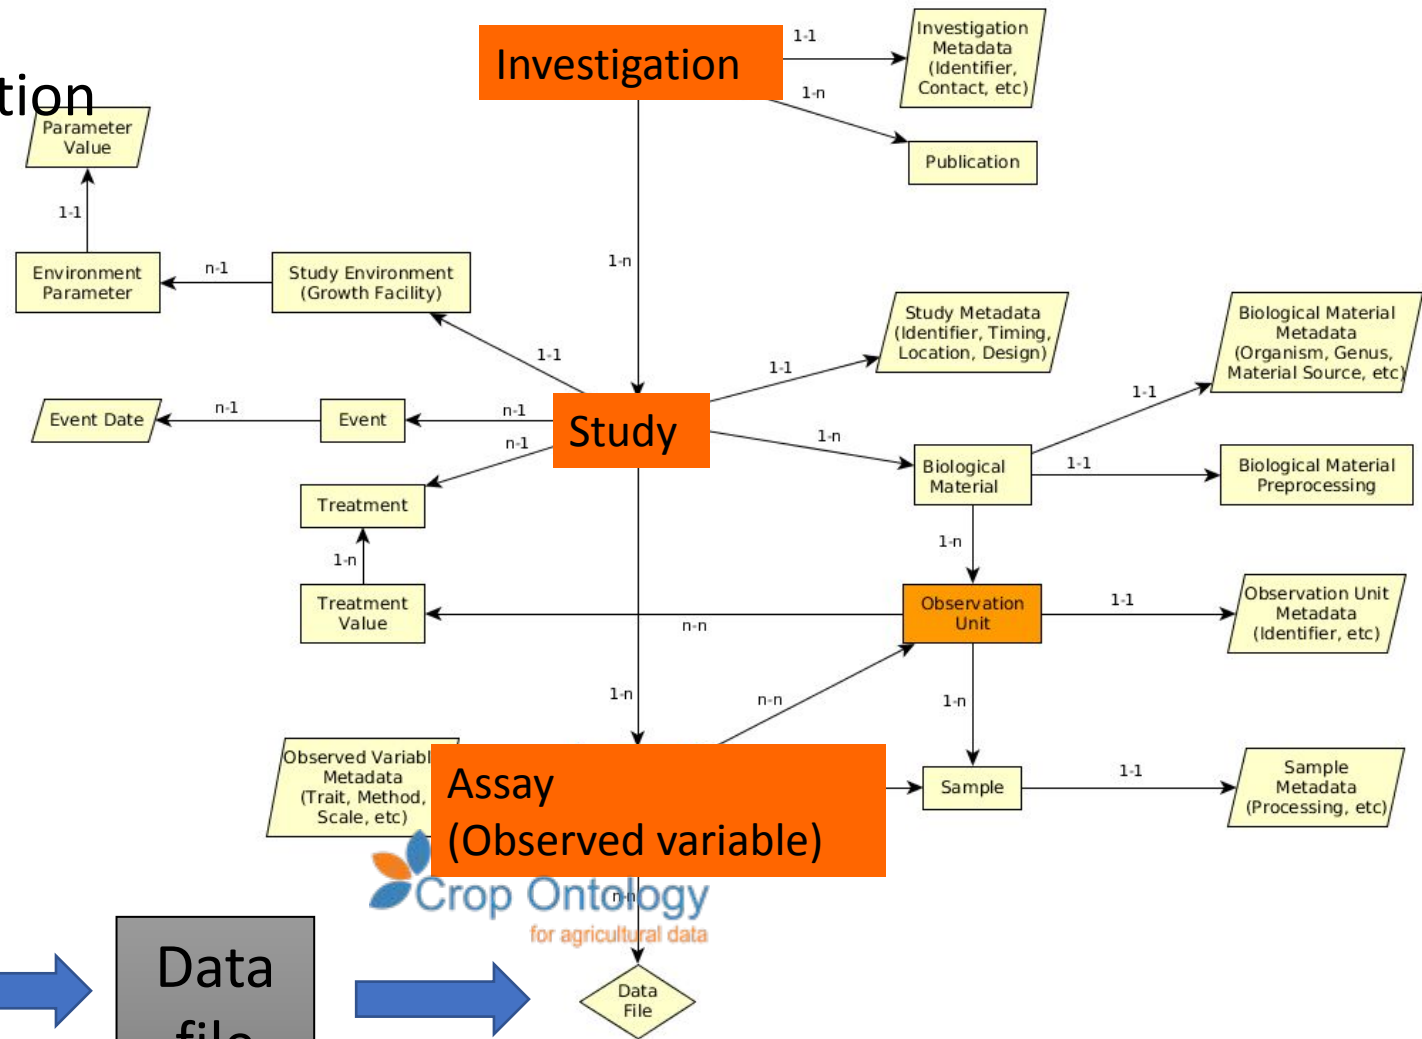 Investigation
1-1
Investigation
Metadata
(Identifier,
Contact, etc)
tion
1-n
Publication
Parameter
Value
1-1
Environment
Parameter
n-1
Study Environment
(Growth Facility)
1-n
1-1
Study Metadata
(Identifier, Timing,
Location, Design)
1-1
Biological Material
Metadata
(Organism, Genus,
Material Source, etc)
1-1
Event Date
n-1
Event
n-1
n-1
Study
1-n
Biological
Material
1-1
Biological Material
Preprocessing
Treatment
1-n
Treatment
Value
1-n
Observation
Unit
1-1
Observation Unit
Metadata
(Identifier, etc)
n-n
1-n
n-n
1-n
Observed Variabl
Metadata
(Trait, Method,
Scale, etc)
Assay
(Observed variable)
Sample
1-1
Sample
Metadata
(Processing, etc)
Crop Ontology
n-n
for agricultural data
Data
file
Data
File